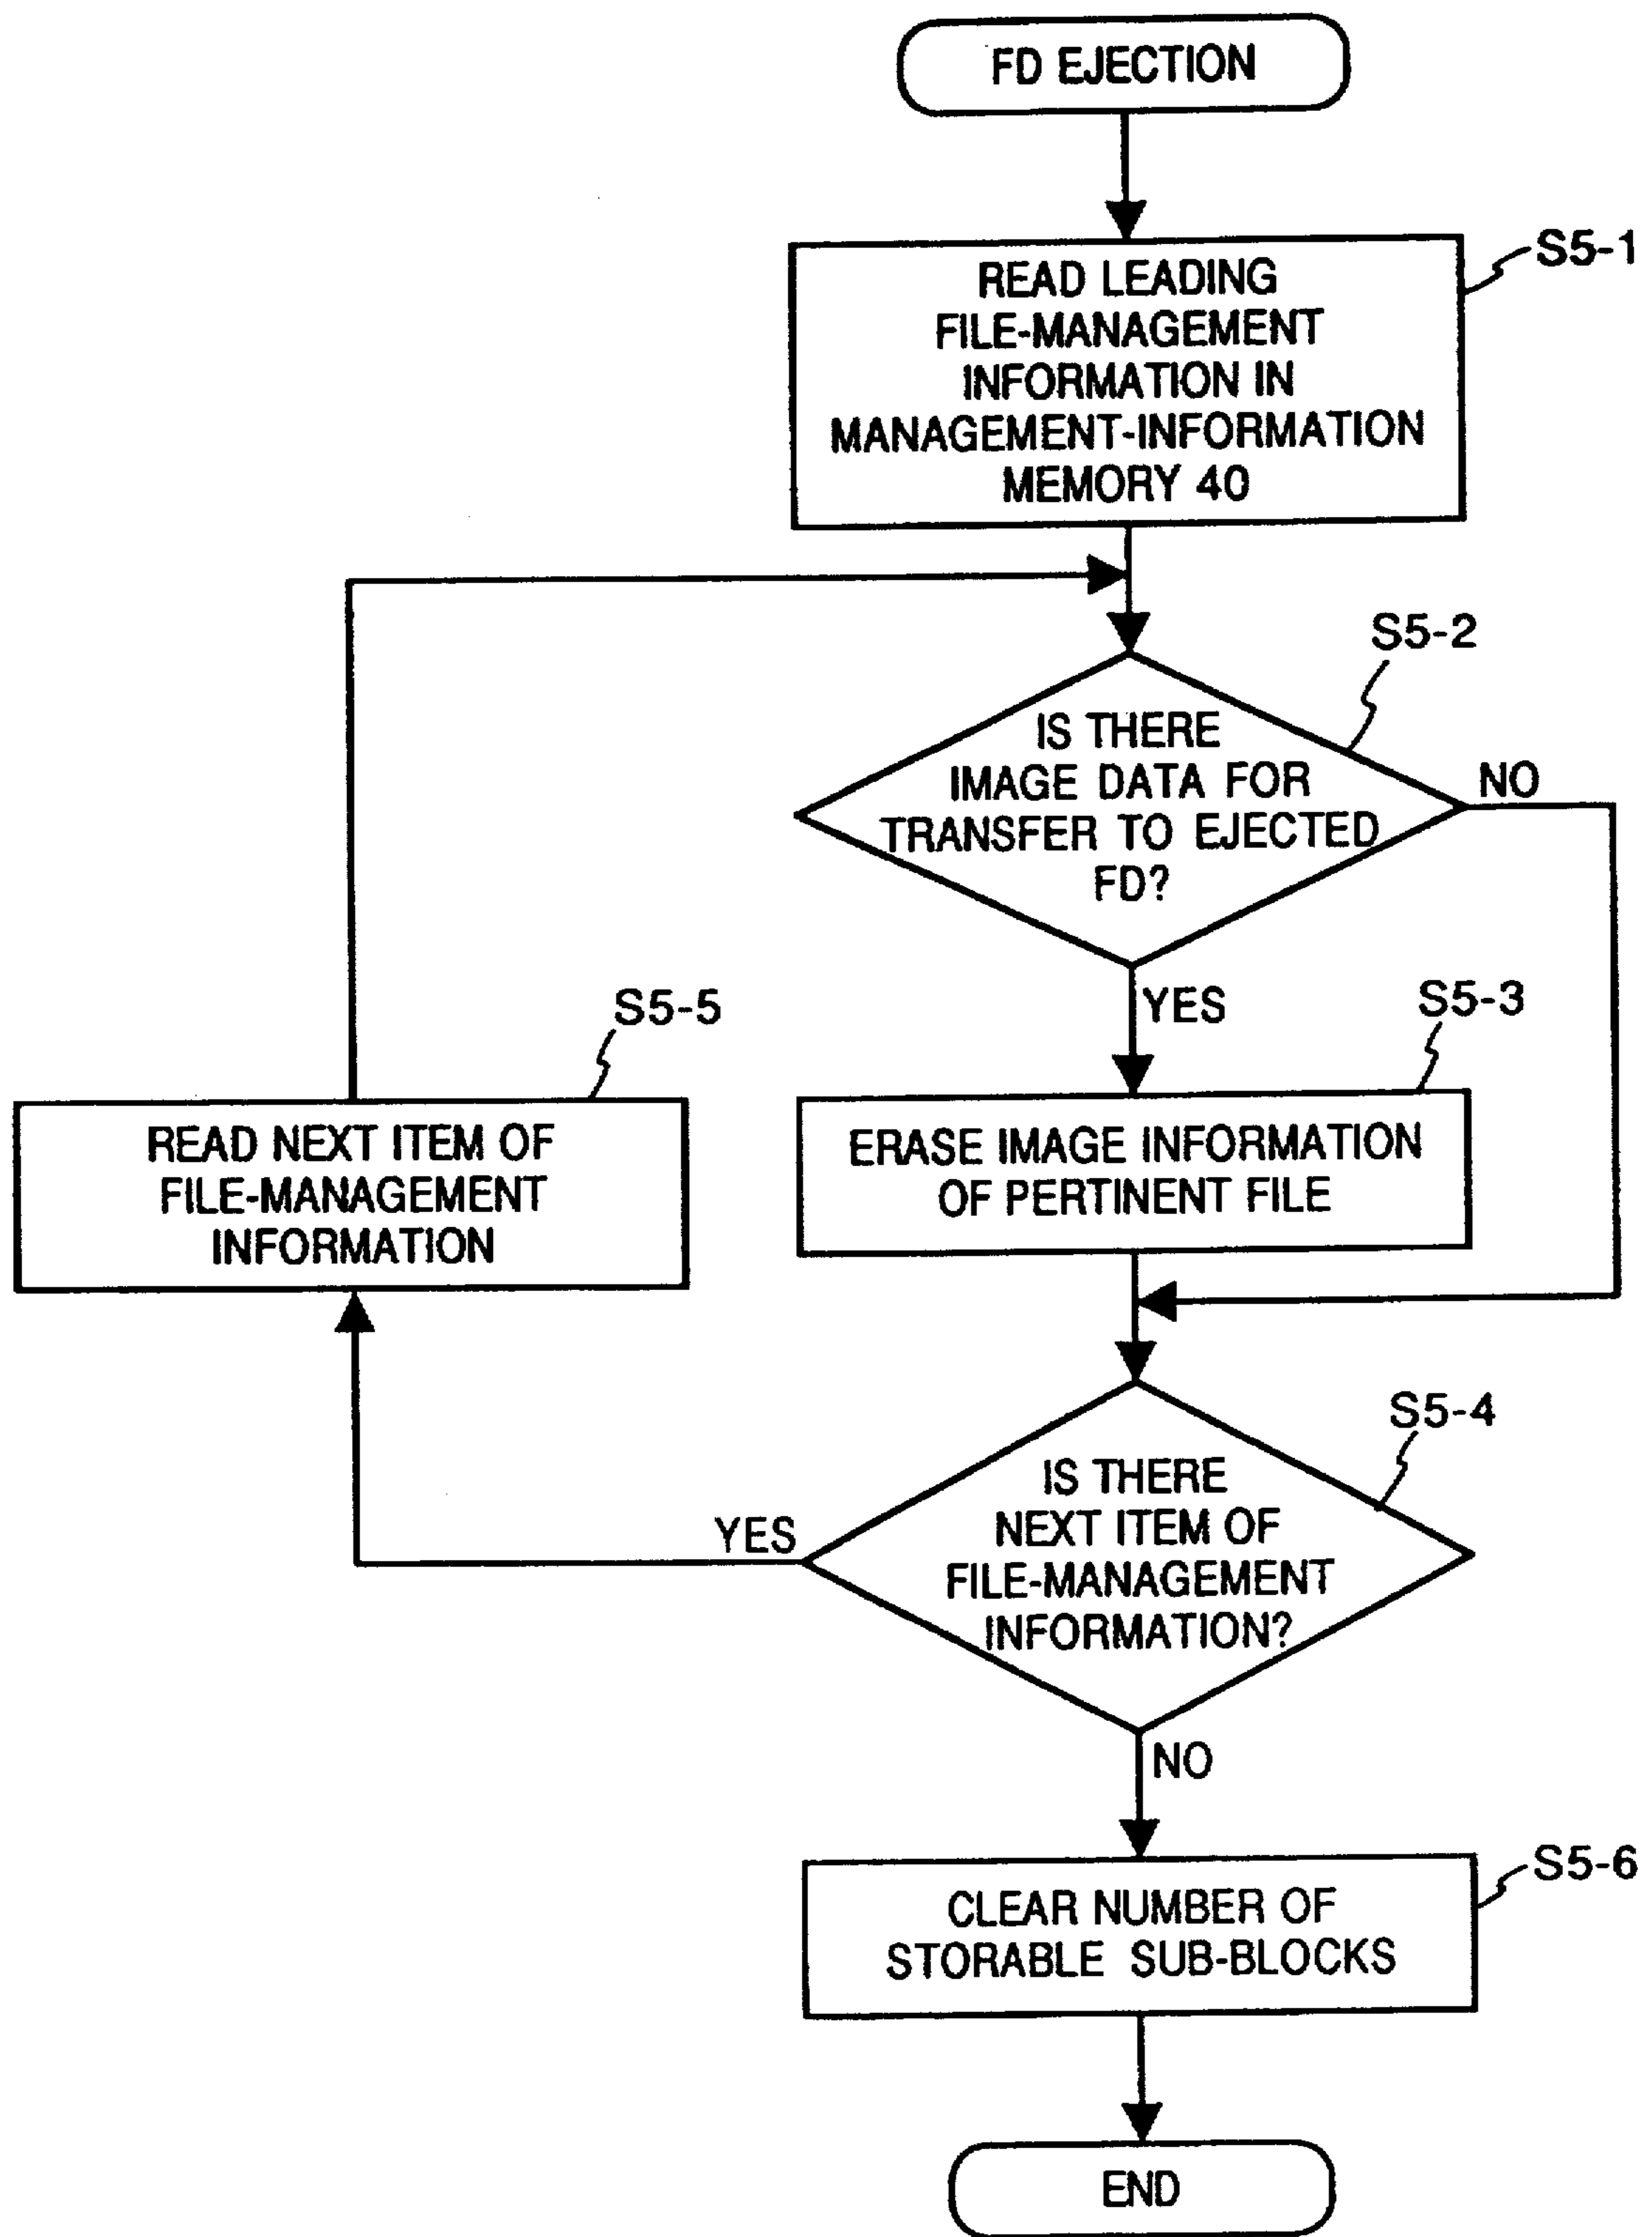 FD EJECTION
S5-1
READ LEADING
FILE-MANAGEMENT
INFORMATION IN
MANAGEMENT-INFORMATION
MEMORY 40
S5-2
IS THERE
IMAGE DATA FOR
TRANSFER TO EJECTED
FD?
NO
YES
S5-3
ERASE IMAGE INFORMATION
OF PERTINENT FILE
S5-5
READ NEXT ITEM OF
FILE-MANAGEMENT
INFORMATION
S5-4
IS THERE
NEXT ITEM OF
FILE-MANAGEMENT
INFORMATION?
YES
NO
S5-6
CLEAR NUMBER OF
STORABLE SUB-BLOCKS
END